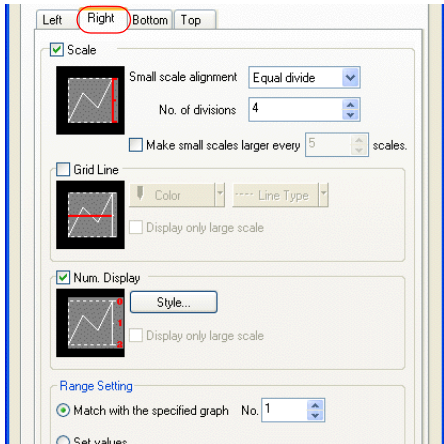 Left Right Bottom Top
Scale
Small scale alignment Equal divide
No. of divisions 4
Make small scales larger every 5 scales.
Grid Line
Color Line Type
Display only large scale
Num. Display
Style...
Display only large scale
Range Setting
Match with the specified graph No. 1
Set values